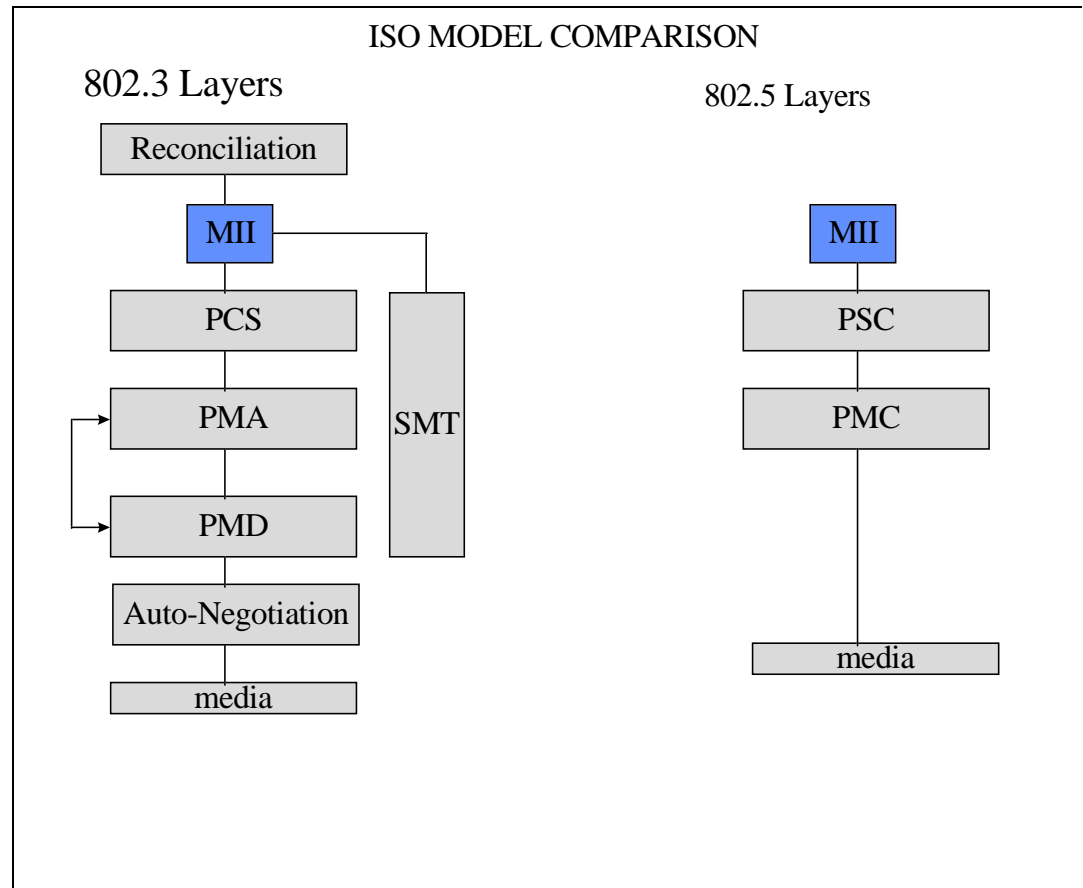 ISO MODEL COMPARISON
802.3 Layers
Reconciliation
MII
PCS
PMA
SMT
PMD
Auto-Negotiation
media
802.5 Layers
MII
PSC
PMC
media